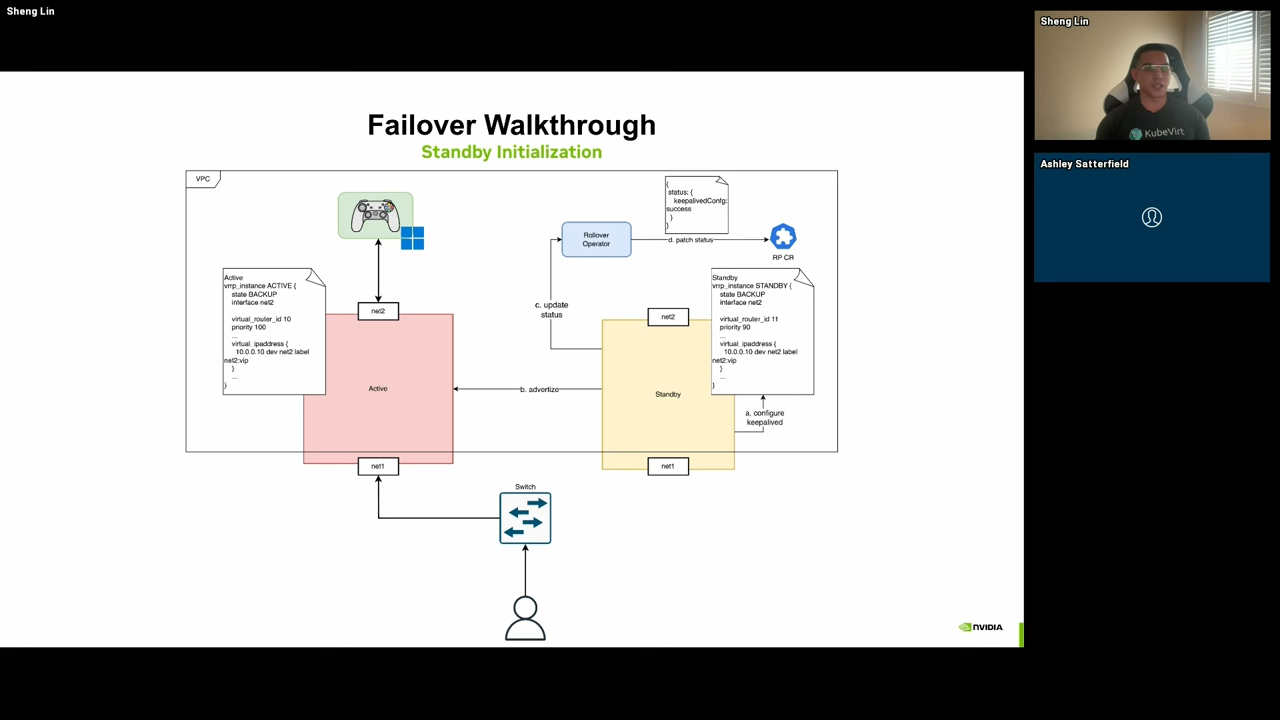 Sheng Lin
Sheng Lin
KubeVirt
Ashley Satterfield
Failover Walkthrough
Standby Initialization
VPC
{
status: {
keepalivedConfg:
success
}
}
Rollover
Operator
d. patch status
RP CR
c. update
status
Active
vrrp_instance ACTIVE {
state BACKUP
interface net2
virtual_router_id 10
priority 100
...
virtual_ipaddress {
10.0.0.10 dev net2 label
net2:vip
}
...
}
net2
Active
net1
b. advertize
net2
Standby
net1
Standby
vrrp_instance STANDBY {
state BACKUP
interface net2
virtual_router_id 11
priority 90
...
virtual_ipaddress {
10.0.0.10 dev net2 label
net2:vip
}
...
}
a. configure
keepalived
Switch
NVIDIA